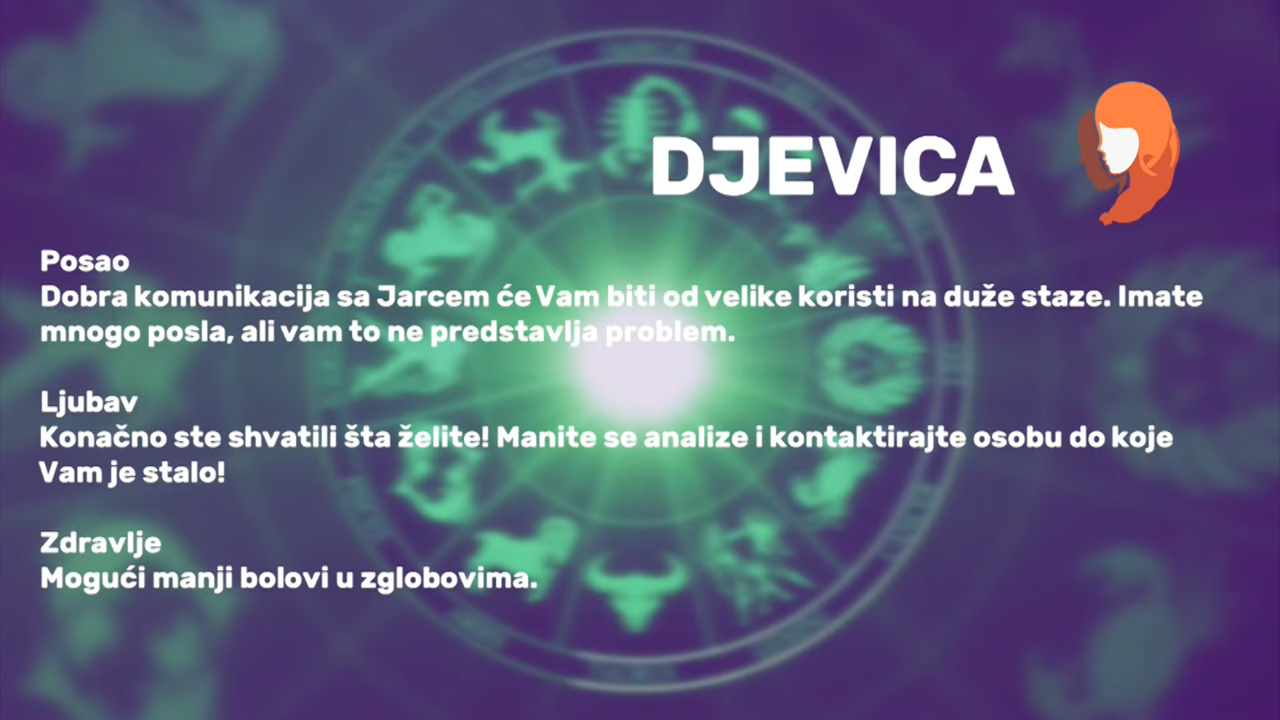 DJEVICA
Posao
Dobra komunikacija sa Jarcem će Vam biti od velike koristi na duže staze. Imate
mnogo posla, ali vam to ne predstavlja problem.
Ljubav
Konačno ste shvatili šta želite! Manite se analize i kontaktirajte osobu do koje
Vam je stalo!
Zdravlje
Mogući manji bolovi u zglobovima.